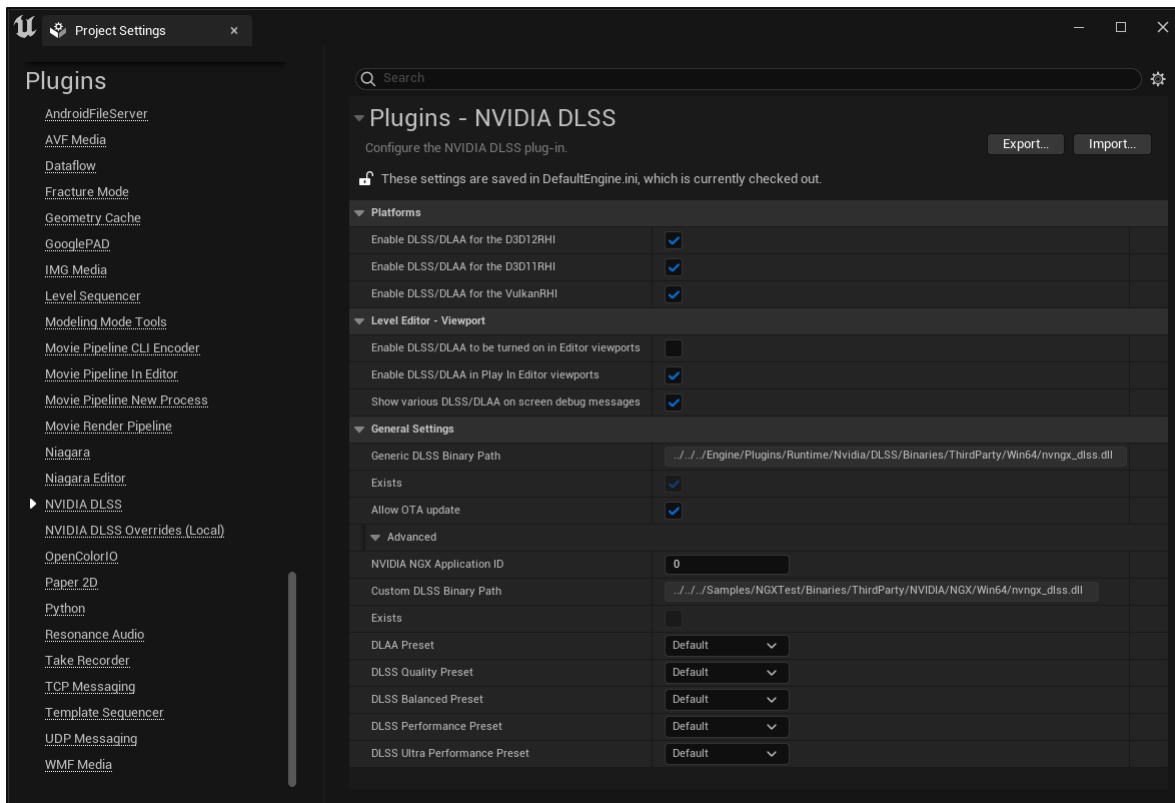 Project Settings
Plugins
AndroidFileServer
AVF Media
Dataflow
Fracture Mode
Geometry Cache
GooglePAD
IMG Media
Level Sequencer
Modeling Mode Tools
Movie Pipeline CLI Encoder
Movie Pipeline In Editor
Movie Pipeline New Process
Movie Render Pipeline
Niagara
Niagara Editor
NVIDIA DLSS
NVIDIA DLSS Overrides (Local)
OpenColorIO
Paper 2D
Python
Resonance Audio
Take Recorder
TCP Messaging
Template Sequencer
UDP Messaging
WMF Media
Search
Plugins - NVIDIA DLSS
Configure the NVIDIA DLSS plug-in.
Export...
Import...
These settings are saved in DefaultEngine.ini, which is currently checked out.
Platforms
Enable DLSS/DLAA for the D3D12RHI
Enable DLSS/DLAA for the D3D11RHI
Enable DLSS/DLAA for the VulkanRHI
Level Editor - Viewport
Enable DLSS/DLAA to be turned on in Editor viewports
Enable DLSS/DLAA in Play In Editor viewports
Show various DLSS/DLAA on screen debug messages
General Settings
Generic DLSS Binary Path ../../../Engine/Plugins/Runtime/Nvidia/DLSS/Binaries/ThirdParty/Win64/nvngx_dlss.dll
Exists
Allow OTA update
Advanced
NVIDIA NGX Application ID 0
Custom DLSS Binary Path ../../../Samples/NGXTest/Binaries/ThirdParty/NVIDIA/NGX/Win64/nvngx_dlss.dll
Exists
DLAA Preset Default
DLSS Quality Preset Default
DLSS Balanced Preset Default
DLSS Performance Preset Default
DLSS Ultra Performance Preset Default